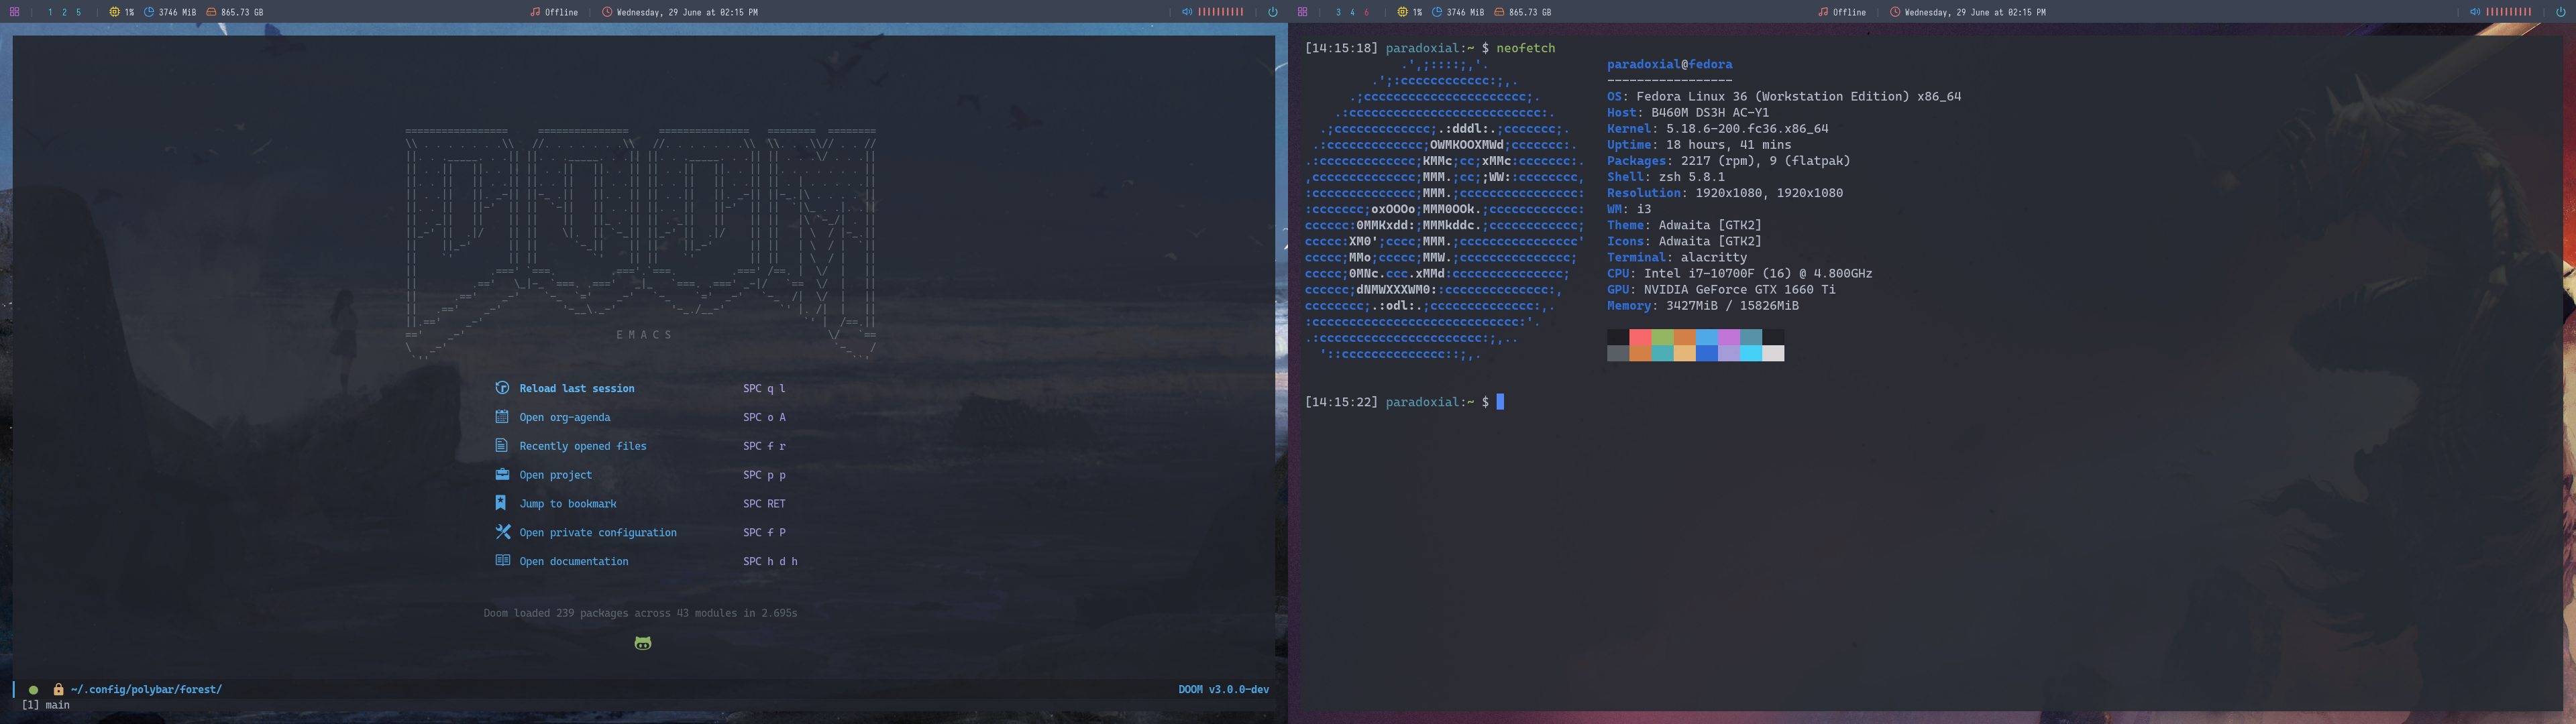 1 2 5 1% 3746 MiB 865.73 GB Offline Wednesday, 29 June at 02:15 PM
3 4 6 1% 3746 MiB 865.73 GB Offline Wednesday, 29 June at 02:15 PM
E M A C S
Reload last session SPC q l
Open org-agenda SPC o A
Recently opened files SPC f r
Open project SPC p p
Jump to bookmark SPC RET
Open private configuration SPC f P
Open documentation SPC h d h
Doom loaded 239 packages across 43 modules in 2.695s
~/.config/polybar/forest/ DOOM v3.0.0-dev
[1] main
[14:15:18] paradoxial:~ $ neofetch
paradoxial@fedora
-----------------
OS: Fedora Linux 36 (Workstation Edition) x86_64
Host: B460M DS3H AC-Y1
Kernel: 5.18.6-200.fc36.x86_64
Uptime: 18 hours, 41 mins
Packages: 2217 (rpm), 9 (flatpak)
Shell: zsh 5.8.1
Resolution: 1920x1080, 1920x1080
WM: i3
Theme: Adwaita [GTK2]
Icons: Adwaita [GTK2]
Terminal: alacritty
CPU: Intel i7-10700F (16) @ 4.800GHz
GPU: NVIDIA GeForce GTX 1660 Ti
Memory: 3427MiB / 15826MiB
[14:15:22] paradoxial:~ $